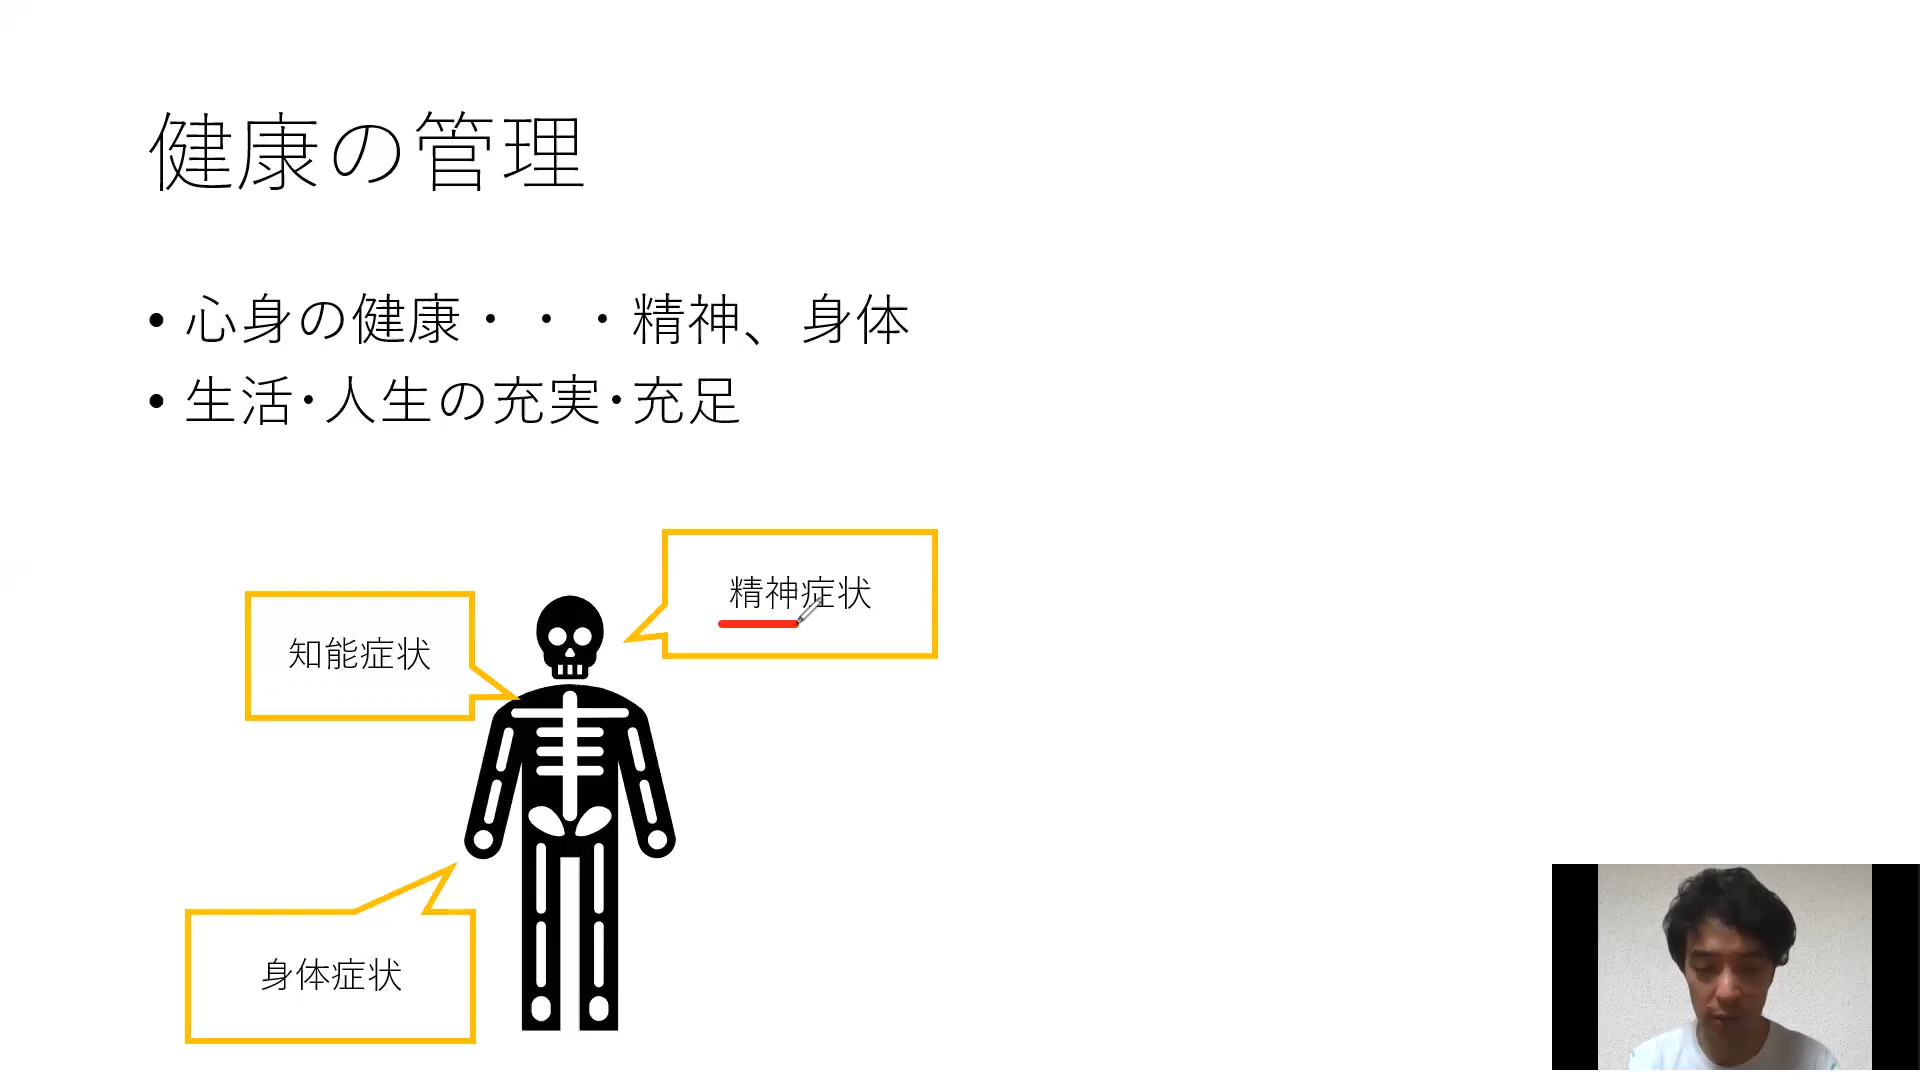 健康の管理
• 心身の健康・・・精神、身体
• 生活・人生の充実・充足
精神症状
知能症状
身体症状